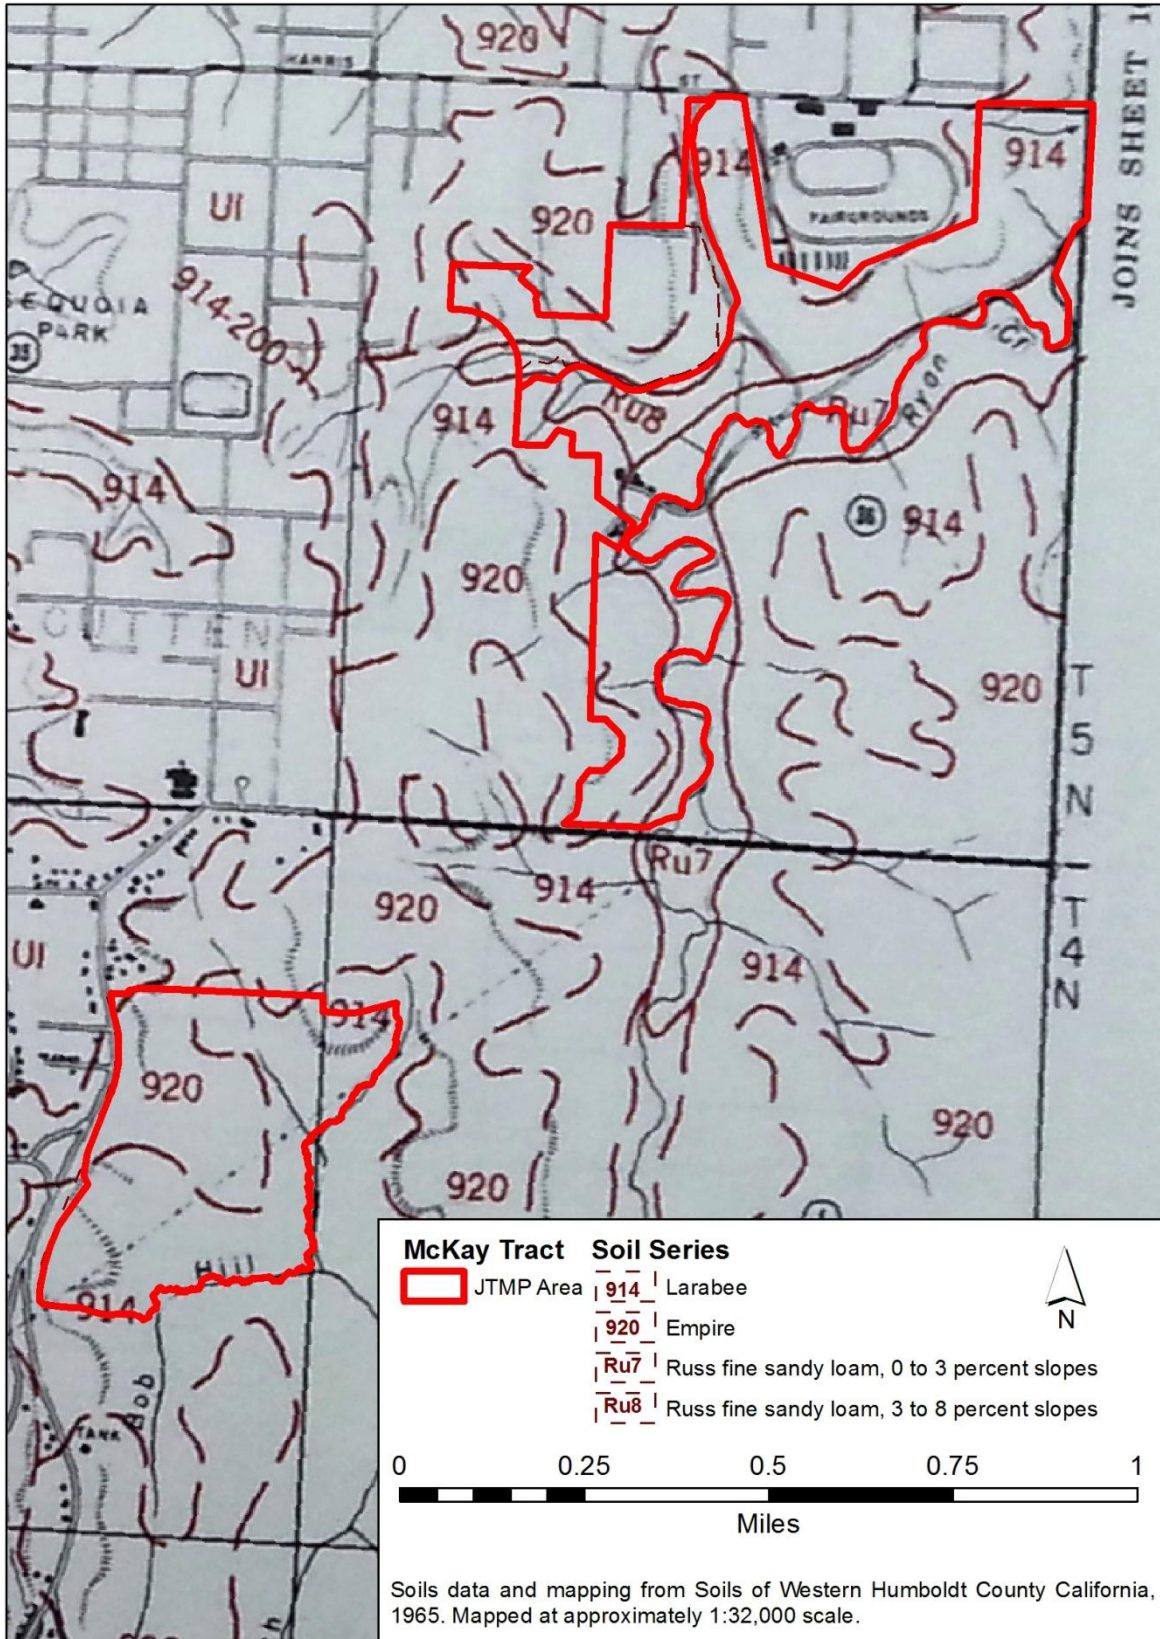 920
HARRIS
ST
JOINS SHEET 1
914
914
UI
920
FAIRGROUNDS
914-200
SEQUOIA
PARK
35
Ru8
Ru7
Ryan
Cr
914
914
36
914
920
CUTTEN
UI
920
T
5
N
Ru7
914
920
T
4
N
UI
914
914
920
920
920
Hill
914
Bob
TANK
McKay Tract
JTMP Area
Soil Series
914 Larabee
920 Empire
Ru7 Russ fine sandy loam, 0 to 3 percent slopes
Ru8 Russ fine sandy loam, 3 to 8 percent slopes
N
0 0.25 0.5 0.75 1
Miles
Soils data and mapping from Soils of Western Humboldt County California,
1965. Mapped at approximately 1:32,000 scale.